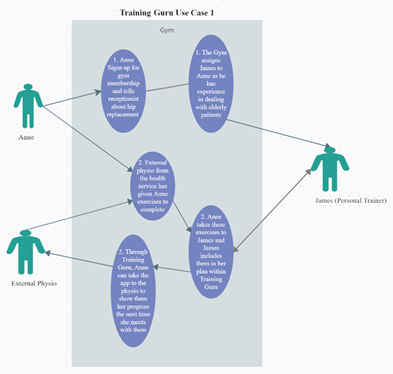 Training Guru Use Case 1
Gym
1. Anne
Signs up for
gym
membership
and tells
receptionist
about hip
replacement
1. The Gym
assigns
James to
Anne as he
has
experience
in dealing
with elderly
patients
Anne
2. External
physio from
the health
service has
given Anne
exercises to
complete
James (Personal Trainer)
2. Anne
takes these
exercises to
James and
James
includes
them in her
plan within
Training
Guru
2. Through
Training
Guru, Anne
can take the
app to the
physio to
show them
her progress
the next time
she meets
with them
External Physio